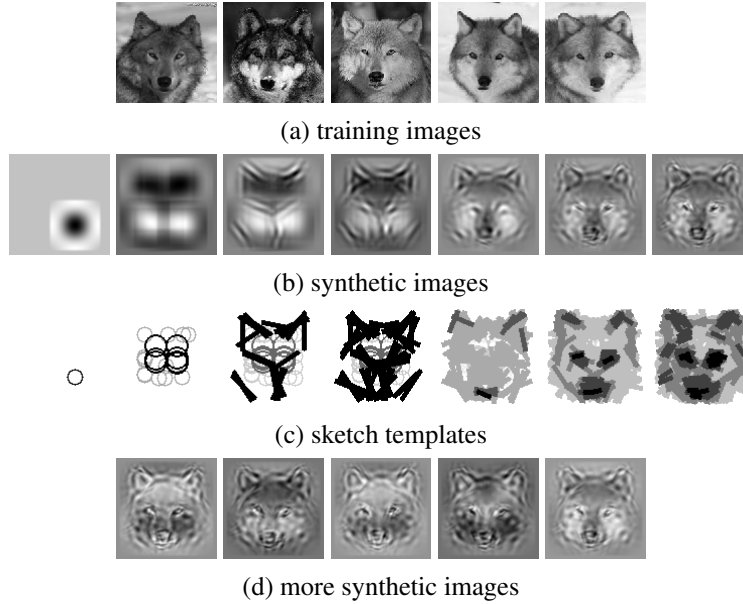 (a) training images
(b) synthetic images
(c) sketch templates
(d) more synthetic images